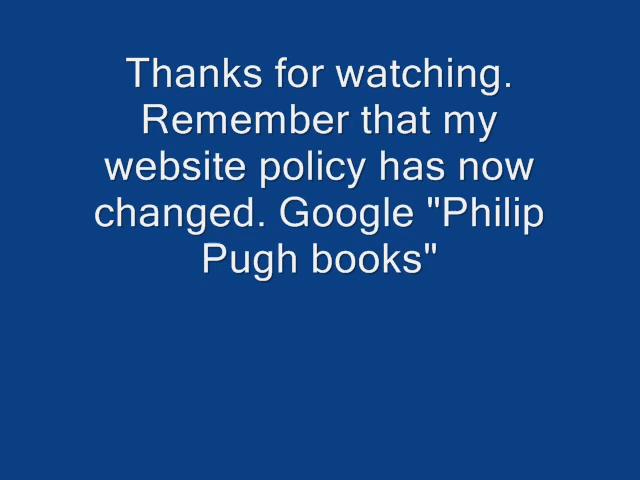 Thanks for watching.
Remember that my
website policy has now
changed. Google "Philip
Pugh books"